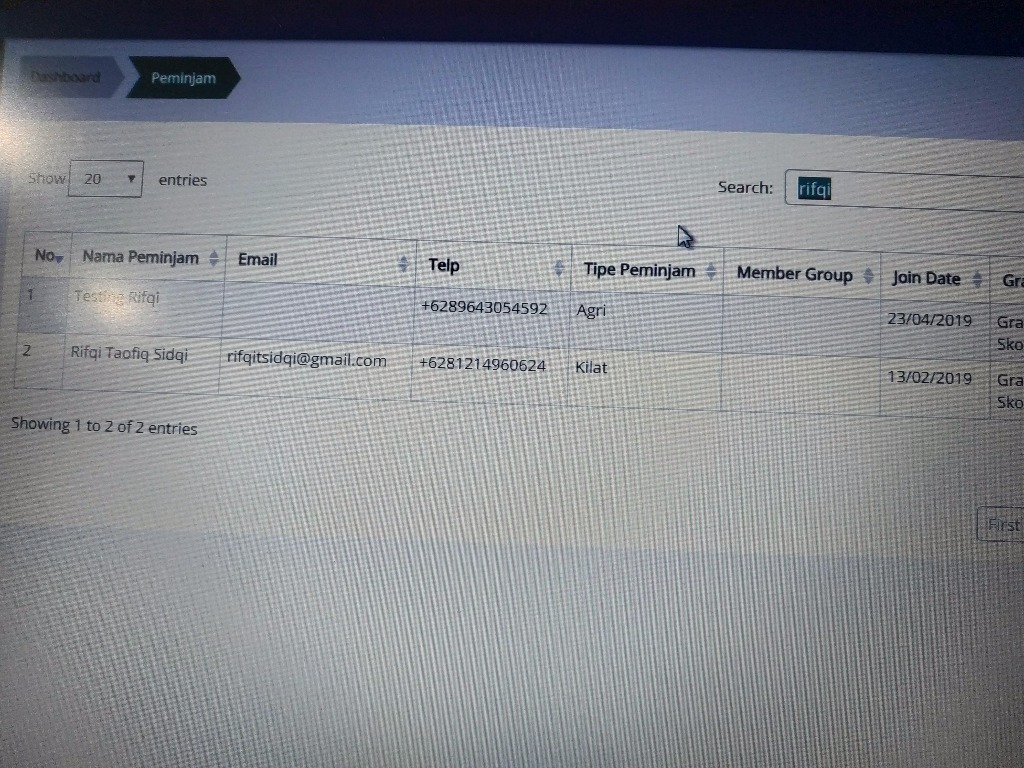 Dashboard Peminjam
Show 20 entries Search: rifqi
No Nama Peminjam Email Telp Tipe Peminjam Member Group Join Date Gra
1 Testing Rifqi +6289643054592 Agri 23/04/2019 Gra
Sko
2 Rifqi Taofiq Sidqi rifqitsidqi@gmail.com +6281214960624 Kilat 13/02/2019 Gra
Sko
Showing 1 to 2 of 2 entries
First